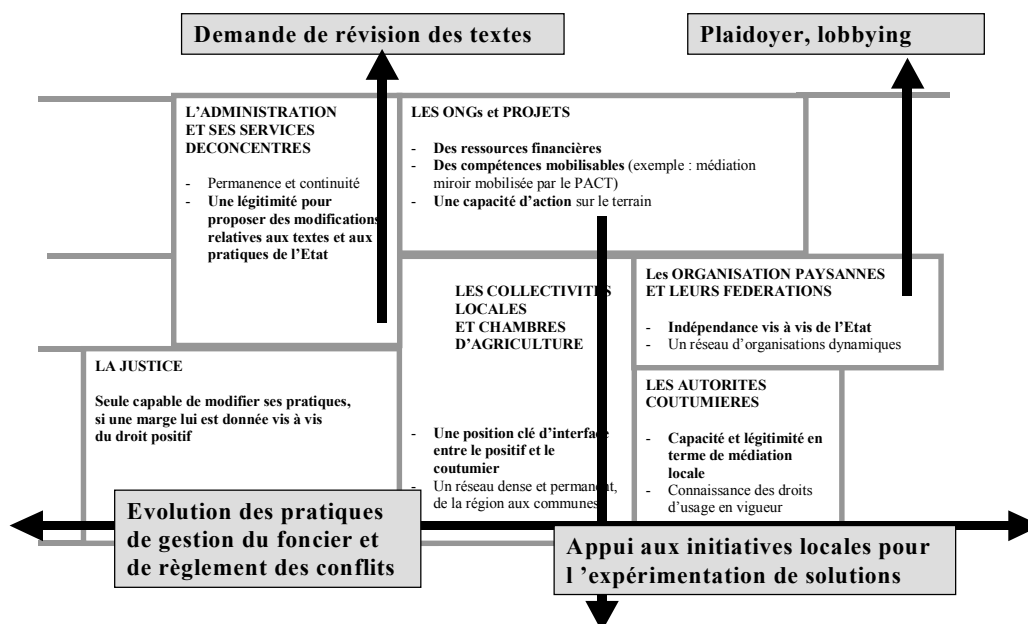 Demande de révision des textes
Plaidoyer, lobbying
L'ADMINISTRATION
ET SES SERVICES
DECONCENTRES
- Permanence et continuité
- Une légitimité pour
proposer des modifications
relatives aux textes et aux
pratiques de l'Etat
LES ONGs et PROJETS
- Des ressources financières
- Des compétences mobilisables (exemple : médiation
miroir mobilisée par le PACT)
- Une capacité d'action sur le terrain
LES COLLECTIVITES
LOCALES
ET CHAMBRES
D'AGRICULTURE
- Une position clé d'interface
entre le positif et le
coutumier
- Un réseau dense et permanent,
de la région aux communes
Les ORGANISATION PAYSANNES
ET LEURS FEDERATIONS
- Indépendance vis à vis de l'Etat
- Un réseau d'organisations dynamiques
LA JUSTICE
Seule capable de modifier ses pratiques,
si une marge lui est donnée vis à vis
du droit positif
LES AUTORITES
COUTUMIERES
- Capacité et légitimité en
terme de médiation
locale
- Connaissance des droits
d'usage en vigueur
Evolution des pratiques
de gestion du foncier et
de règlement des conflits
Appui aux initiatives locales pour
l 'expérimentation de solutions